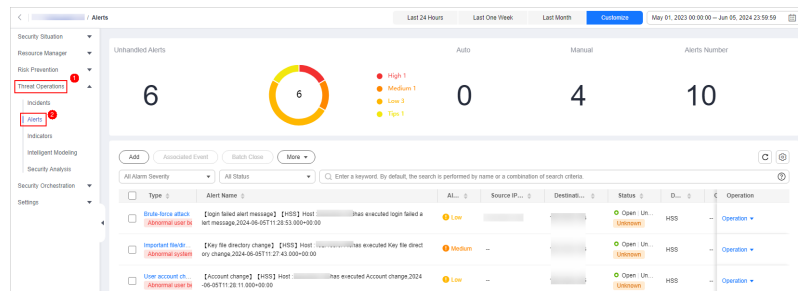 / Alerts
Last 24 Hours
Last One Week
Last Month
Customize
May 01, 2023 00:00:00 – Jun 05, 2024 23:59:59
Security Situation
Resource Manager
Risk Prevention
1
Threat Operations
Incidents
2
Alerts
Indicators
Intelligent Modeling
Security Analysis
Security Orchestration
Settings
Unhandled Alerts
Auto
Manual
Alerts Number
6
6
High 1
Medium 1
Low 3
Tips 1
0
4
10
Add
Associated Event
Batch Close
More
All Alarm Severity
All Status
Enter a keyword. By default, the search is performed by name or a combination of search criteria.
Type
Alert Name
Al...
Source IP...
Destinati...
Status
D...
Operation
Brute-force attack
Abnormal user be
【login failed alert message】【HSS】Host
has executed login failed a
lert message,2024-06-05T11:28:53.000+00:00
Low
Open | Un...
Unknown
HSS
--
Operation
Important file/dir...
Abnormal system
【Key file directory change】【HSS】Host
has executed Key file direct
ory change,2024-06-05T11:27:43.000+00:00
Medium
--
Open | Un...
Unknown
HSS
--
Operation
User account ch...
Abnormal user be
【Account change】【HSS】Host
has executed Account change,2024
-06-05T11:28:11.000+00:00
Low
--
Open | Un...
Unknown
HSS
--
Operation